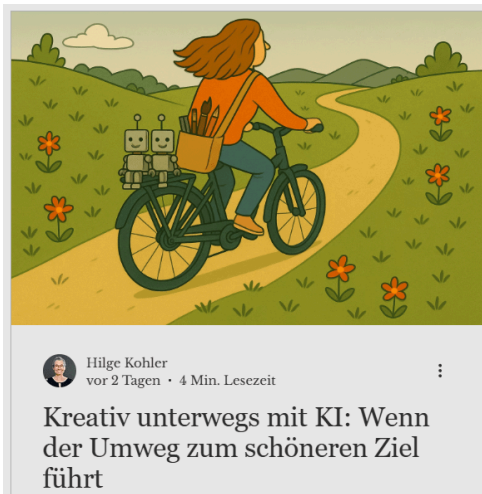 Hilge Kohler
vor 2 Tagen • 4 Min. Lesezeit
Kreativ unterwegs mit KI: Wenn
der Umweg zum schöneren Ziel
führt